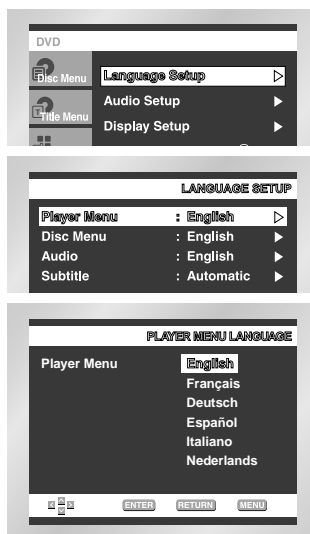 DVD
Disc Menu
Language Setup
Audio Setup
Title Menu
Display Setup
LANGUAGE SETUP
Player Menu : English
Disc Menu : English
Audio : English
Subtitle : Automatic
PLAYER MENU LANGUAGE
Player Menu English
Français
Deutsch
Español
Italiano
Nederlands
ENTER RETURN MENU